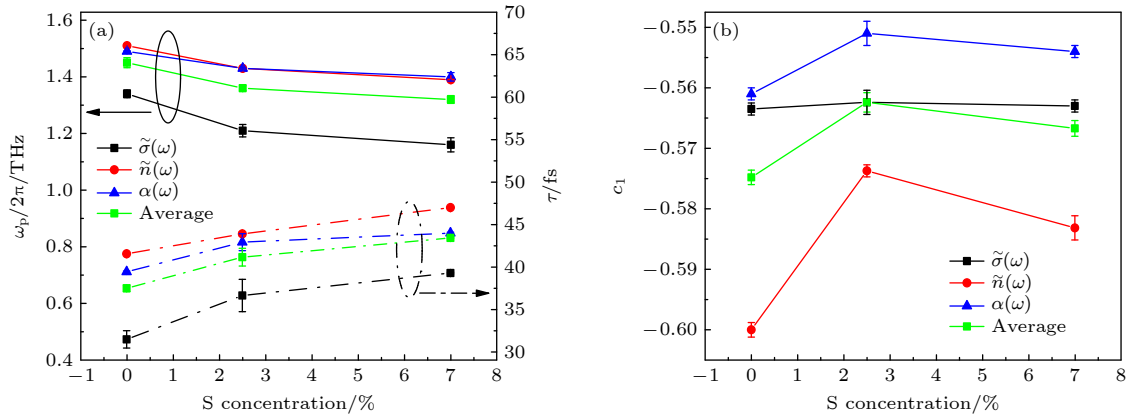 (a)
1.6
1.4
1.2
1.0
0.8
0.6
0.4
ωp/2π/THz
70
65
60
55
50
45
40
35
30
τ/fs
σ̃(ω)
ñ(ω)
α(ω)
Average
−1 0 1 2 3 4 5 6 7 8
S concentration/%
(b)
−0.55
−0.56
−0.57
−0.58
−0.59
−0.60
c1
σ̃(ω)
ñ(ω)
α(ω)
Average
−1 0 1 2 3 4 5 6 7 8
S concentration/%